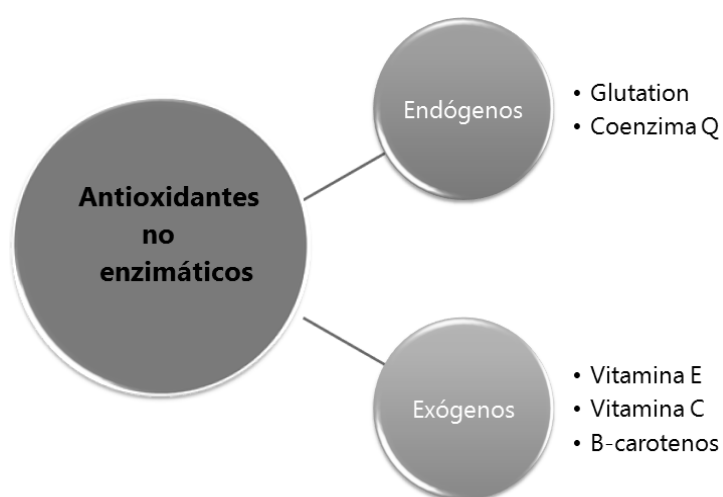 Antioxidantes
no
enzimáticos
Endógenos
• Glutation
• Coenzima Q
Exógenos
• Vitamina E
• Vitamina C
• B-carotenos